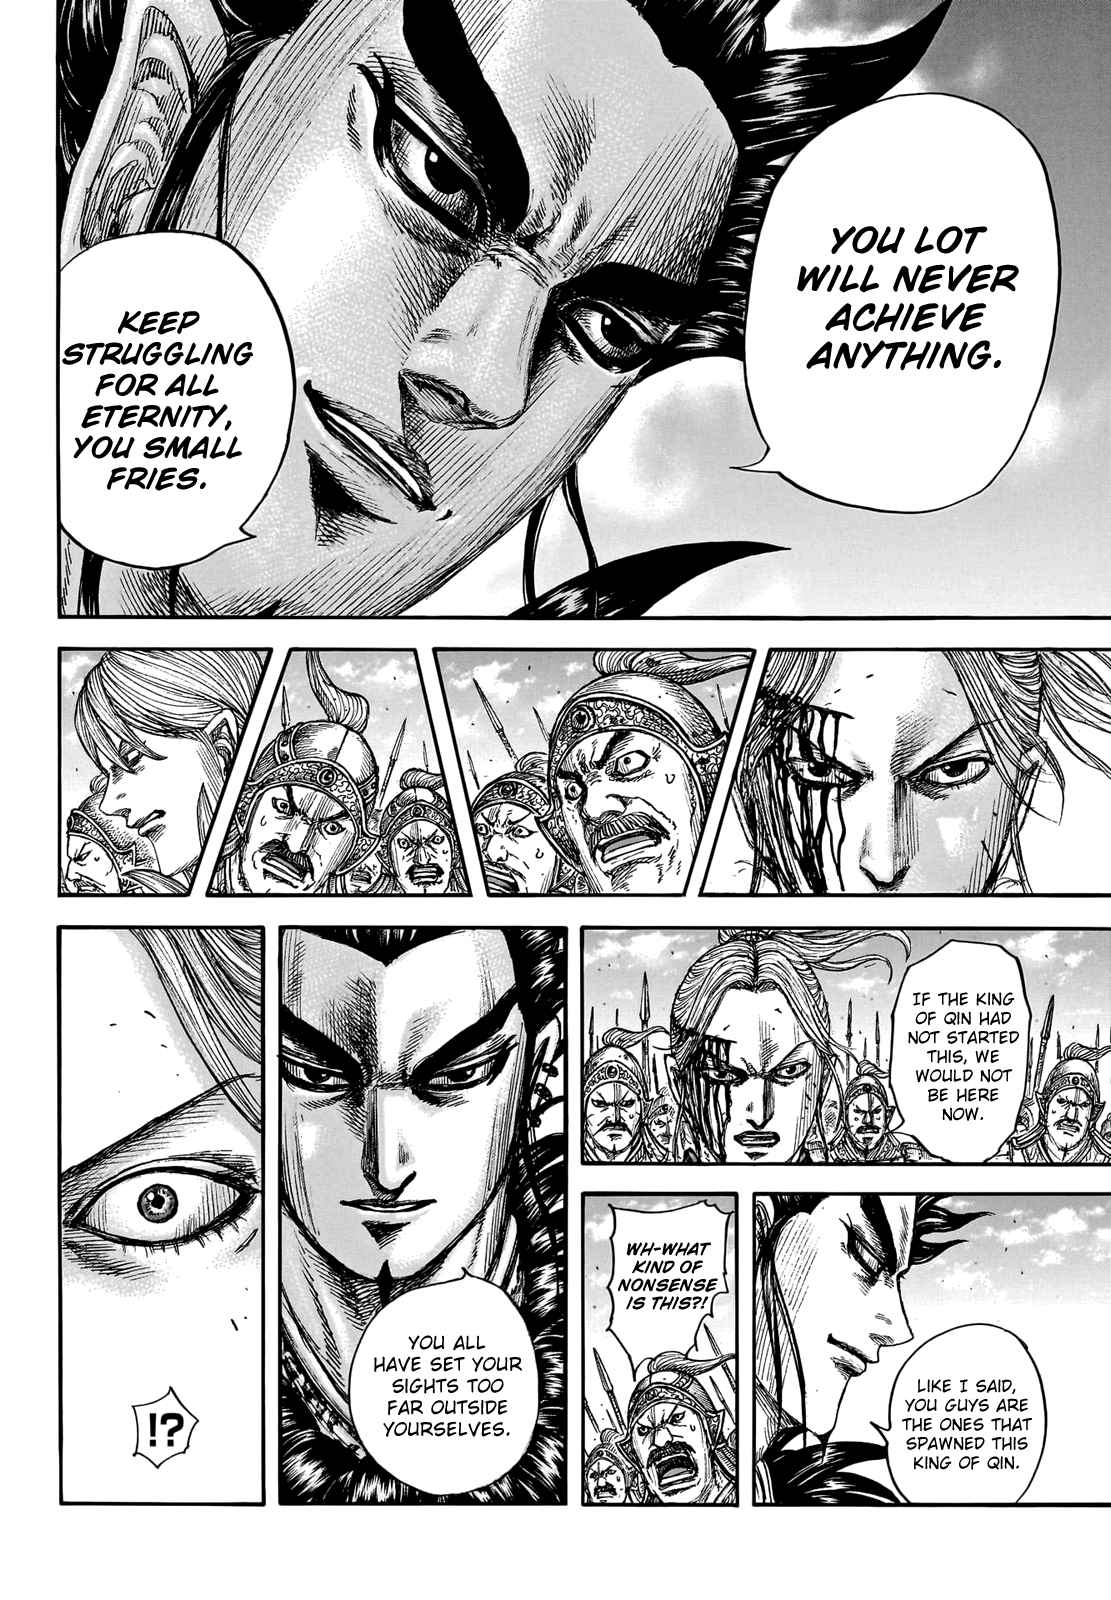 YOU LOT
WILL NEVER
ACHIEVE
ANYTHING.
KEEP
STRUGGLING
FOR ALL
ETERNITY,
YOU SMALL
FRIES.
IF THE KING
OF QIN HAD
NOT STARTED
THIS, WE
WOULD NOT
BE HERE
NOW.
LIKE I SAID,
YOU GUYS ARE
THE ONES THAT
SPAWNED THIS
KING OF QIN.
WH-WHAT
KIND OF
NONSENSE
IS THIS?!
YOU ALL
HAVE SET YOUR
SIGHTS TOO
FAR OUTSIDE
YOURSELVES.
!?